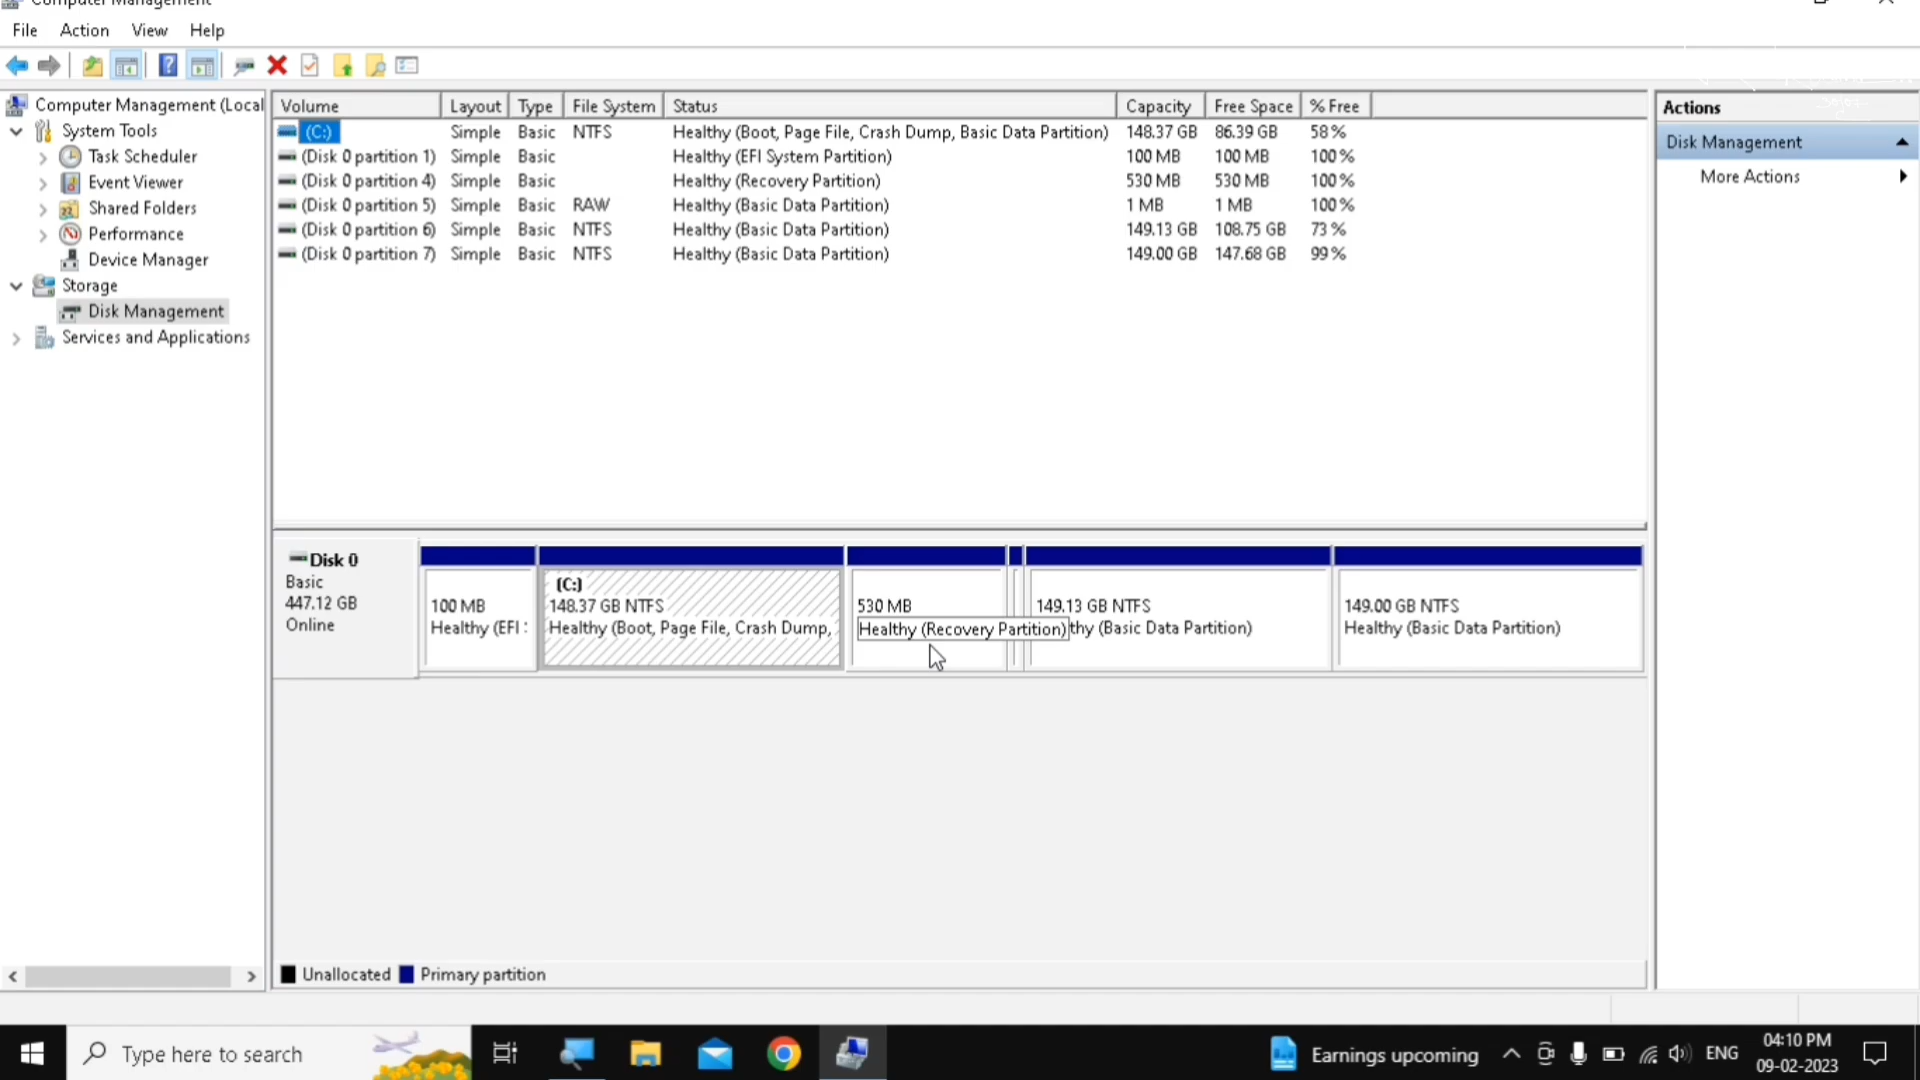 Computer Management
File Action View Help
Computer Management (Local
System Tools
Task Scheduler
Event Viewer
Shared Folders
Performance
Device Manager
Storage
Disk Management
Services and Applications
Volume Layout Type File System Status Capacity Free Space % Free
(C:) Simple Basic NTFS Healthy (Boot, Page File, Crash Dump, Basic Data Partition) 148.37 GB 86.39 GB 58 %
(Disk 0 partition 1) Simple Basic Healthy (EFI System Partition) 100 MB 100 MB 100 %
(Disk 0 partition 4) Simple Basic Healthy (Recovery Partition) 530 MB 530 MB 100 %
(Disk 0 partition 5) Simple Basic RAW Healthy (Basic Data Partition) 1 MB 1 MB 100 %
(Disk 0 partition 6) Simple Basic NTFS Healthy (Basic Data Partition) 149.13 GB 108.75 GB 73 %
(Disk 0 partition 7) Simple Basic NTFS Healthy (Basic Data Partition) 149.00 GB 147.68 GB 99 %
Disk 0
Basic
447.12 GB
Online
100 MB
Healthy (EFI :
(C:)
148.37 GB NTFS
Healthy (Boot, Page File, Crash Dump,
530 MB
Healthy (Recovery Partition)
149.13 GB NTFS
thy (Basic Data Partition)
149.00 GB NTFS
Healthy (Basic Data Partition)
Unallocated Primary partition
Actions
Disk Management
More Actions
Type here to search
Earnings upcoming
ENG
04:10 PM
09-02-2023